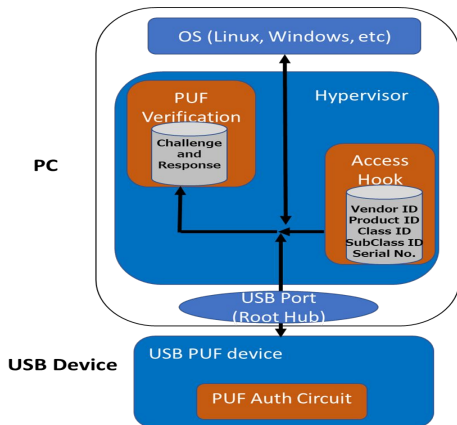 OS (Linux, Windows, etc)
PUF
Verification
Challenge
and
Response
Hypervisor
PC
Access
Hook
Vendor ID
Product ID
Class ID
SubClass ID
Serial No.
USB Port
(Root Hub)
USB Device
USB PUF device
PUF Auth Circuit